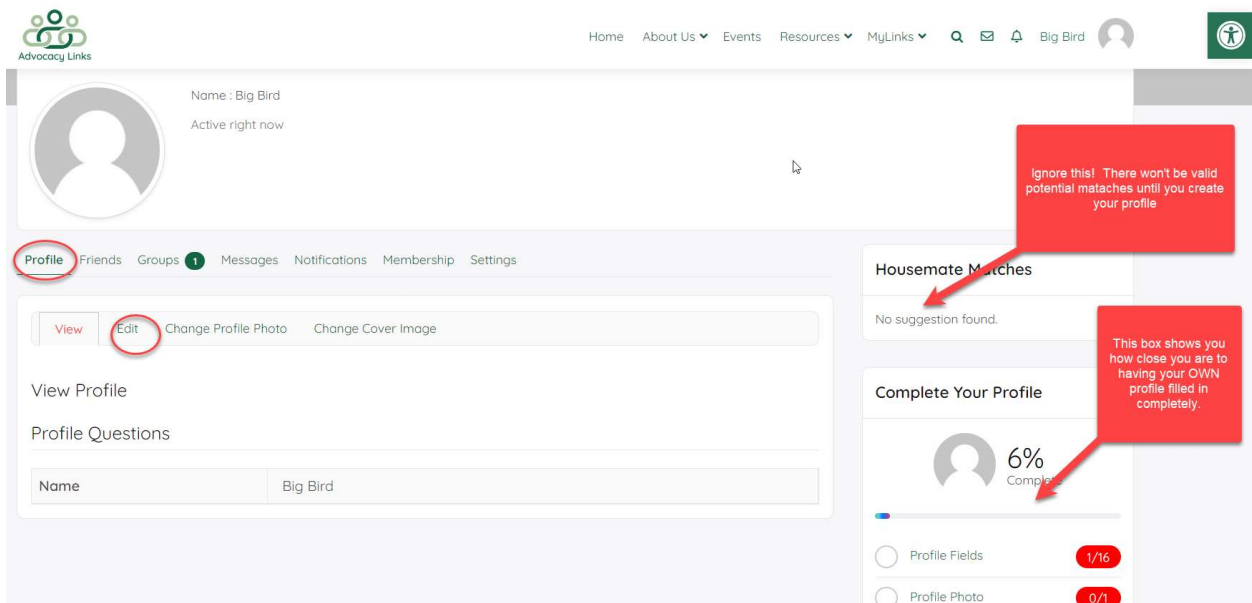 Advocacy Links
Home About Us Events Resources MyLinks Big Bird
Name : Big Bird
Active right now
Ignore this! There won't be valid
potential mataches until you create
your profile
Profile Friends Groups 1 Messages Notifications Membership Settings
Housemate Matches
No suggestion found.
View Edit Change Profile Photo Change Cover Image
This box shows you
how close you are to
having your OWN
profile filled in
completely.
View Profile
Complete Your Profile
Profile Questions
6%
Complete
Name Big Bird
Profile Fields 1/16
Profile Photo 0/1